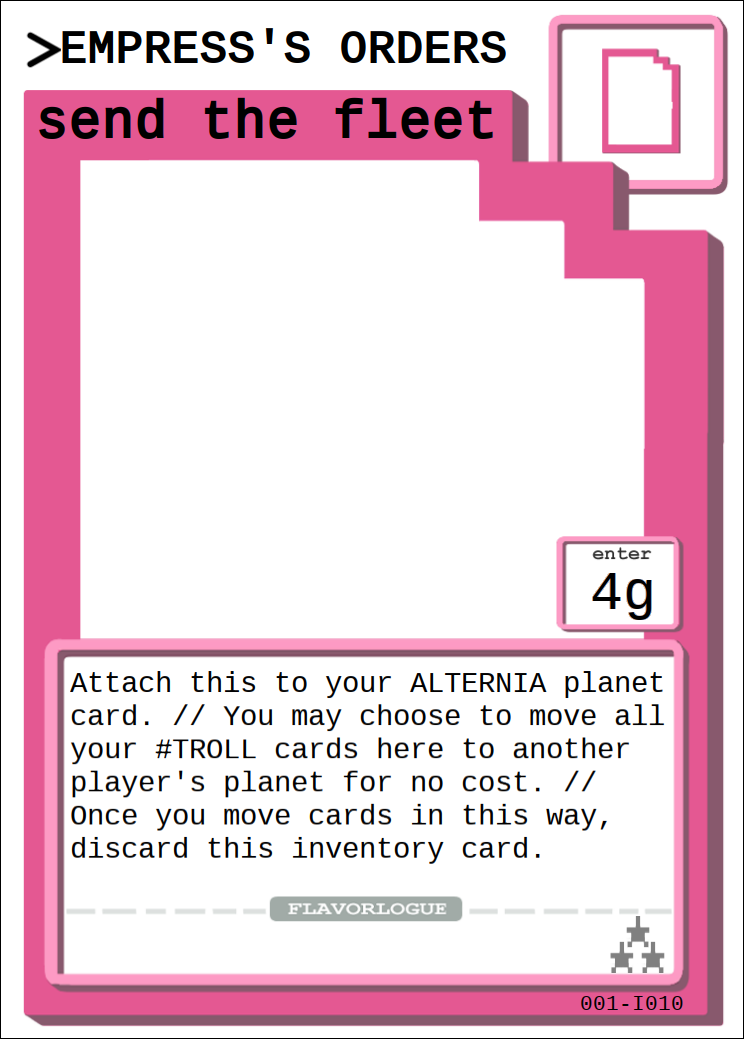 >EMPRESS'S ORDERS
send the fleet
enter
4g
Attach this to your ALTERNIA planet
card. // You may choose to move all
your #TROLL cards here to another
player's planet for no cost. //
Once you move cards in this way,
discard this inventory card.
FLAVORLOGUE
001-I010